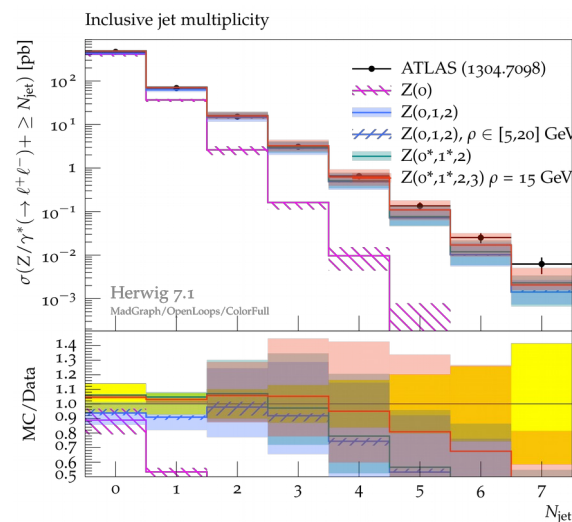 Inclusive jet multiplicity
σ(Z/γ*(→ ℓ⁺ℓ⁻)+ ≥ N_jet) [pb]
10²
10¹
1
10⁻¹
10⁻²
10⁻³
ATLAS (1304.7098)
Z(0)
Z(0,1,2)
Z(0,1,2), ρ ∈ [5,20] GeV
Z(0*,1*,2)
Z(0*,1*,2,3) ρ = 15 GeV
Herwig 7.1
MadGraph/OpenLoops/ColorFull
MC/Data
1.4
1.3
1.2
1.1
1.0
0.9
0.8
0.7
0.6
0.5
0 1 2 3 4 5 6 7
N_jet